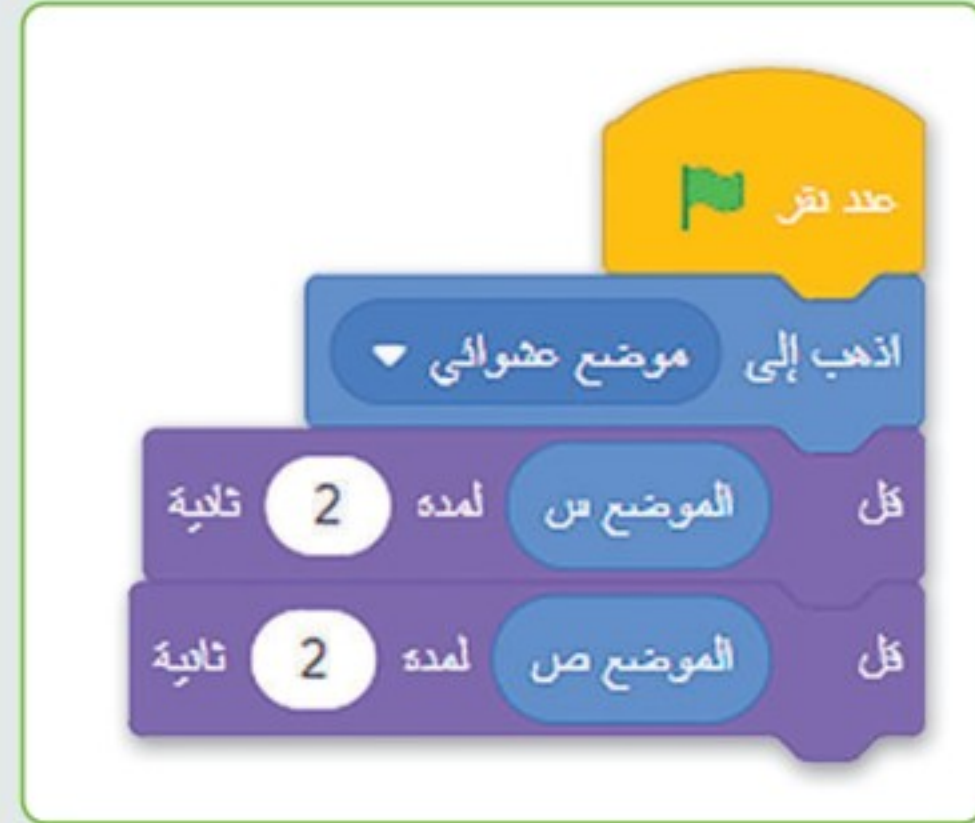 عند نقر
اذهب إلى موضع عشوائي
قل الموضع س لمدة 2 ثانية
قل الموضع ص لمدة 2 ثانية